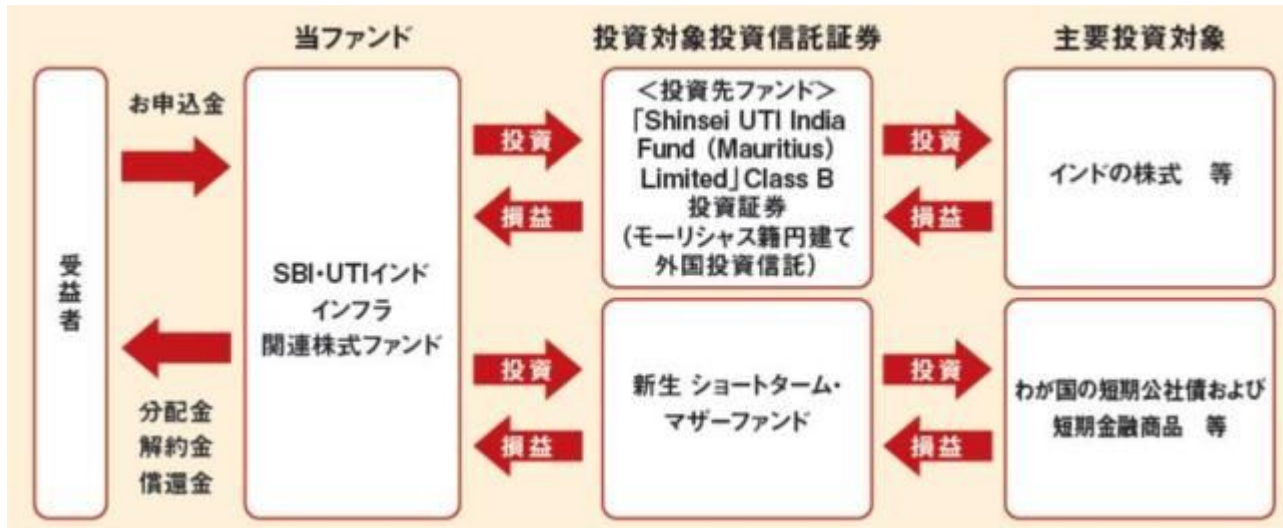 当ファンド
投資対象投資信託証券
主要投資対象
受益者
お申込金
分配金
解約金
償還金
SBI・UTIインド
インフラ
関連株式ファンド
投資
損益
<投資先ファンド>
「Shinsei UTI India
Fund (Mauritius)
Limited」Class B
投資証券
(モーリシャス籍円建て
外国投資信託)
投資
損益
インドの株式 等
投資
損益
新生 ショートターム・
マザーファンド
投資
損益
わが国の短期公社債および
短期金融商品 等